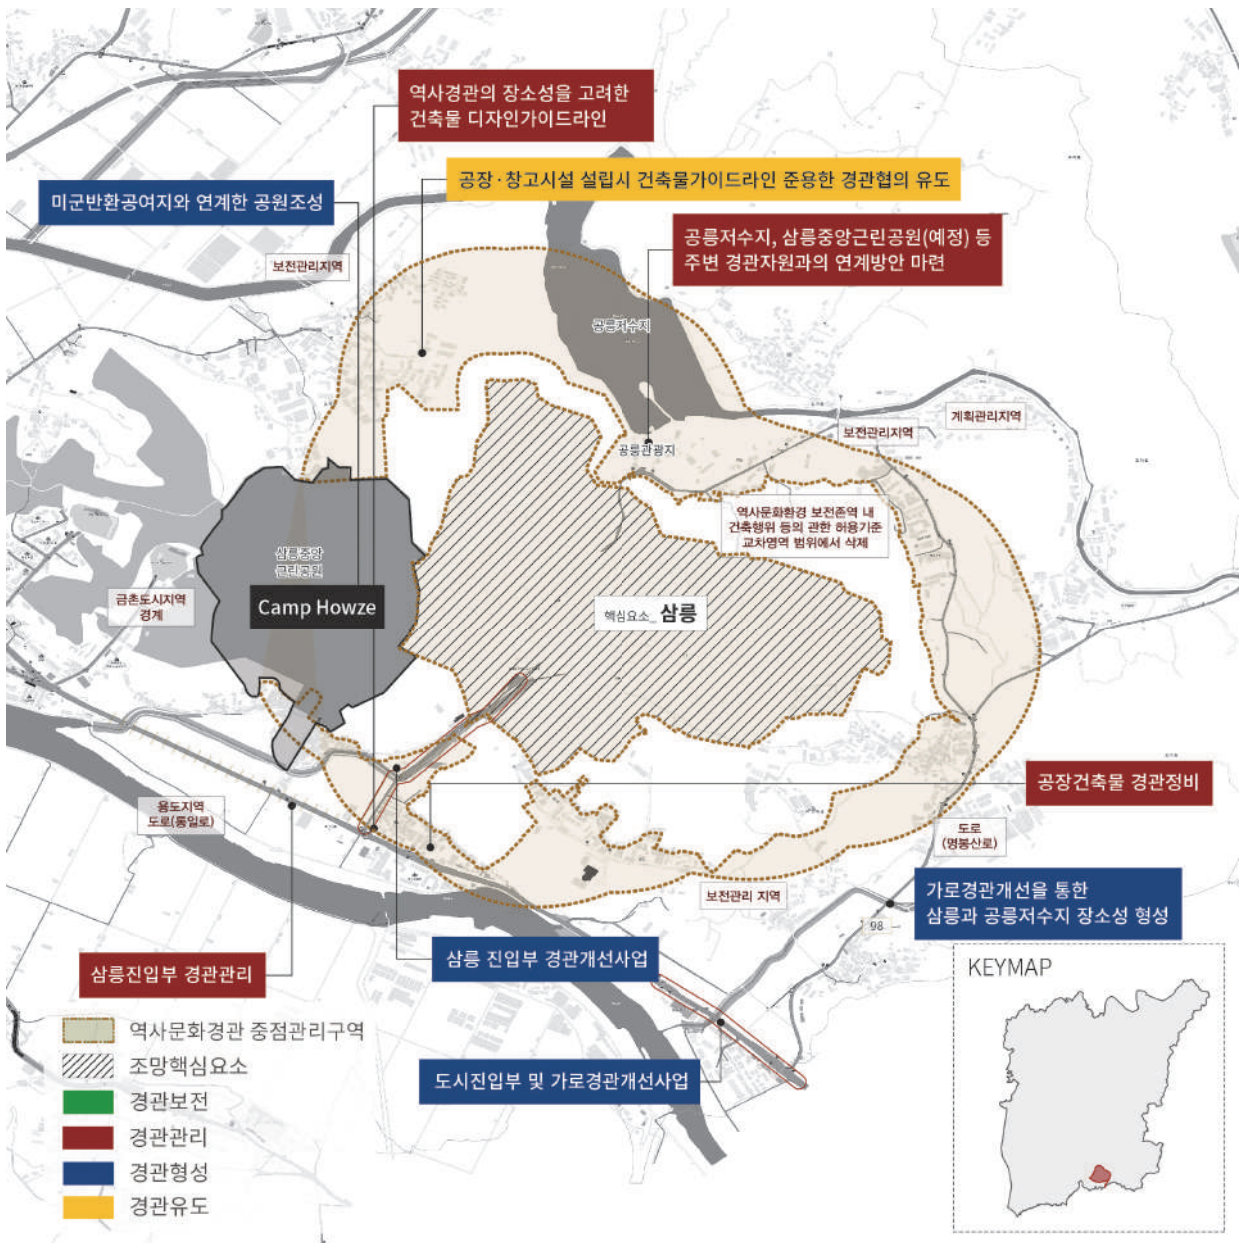 역사경관의 장소성을 고려한
건축물 디자인가이드라인
공장·창고시설 설립시 건축물가이드라인 준용한 경관협의 유도
미군반환공여지와 연계한 공원조성
공릉저수지, 삼릉중앙근린공원(예정) 등
주변 경관자원과의 연계방안 마련
보전관리지역
공릉저수지
계획관리지역
보전관리지역
공릉관광지
역사문화환경 보전존역 내
건축행위 등의 관한 허용기준
교차영역 범위에서 삭제
삼릉중앙
근린공원
금촌도시지역
경계
Camp Howze
핵심요소_ 삼릉
공장건축물 경관정비
용도지역
도로(통일로)
도로
(명봉산로)
보전관리 지역
가로경관개선을 통한
삼릉과 공릉저수지 장소성 형성
98
삼릉 진입부 경관개선사업
삼릉진입부 경관관리
도시진입부 및 가로경관개선사업
KEYMAP
역사문화경관 중점관리구역
조망핵심요소
경관보전
경관관리
경관형성
경관유도